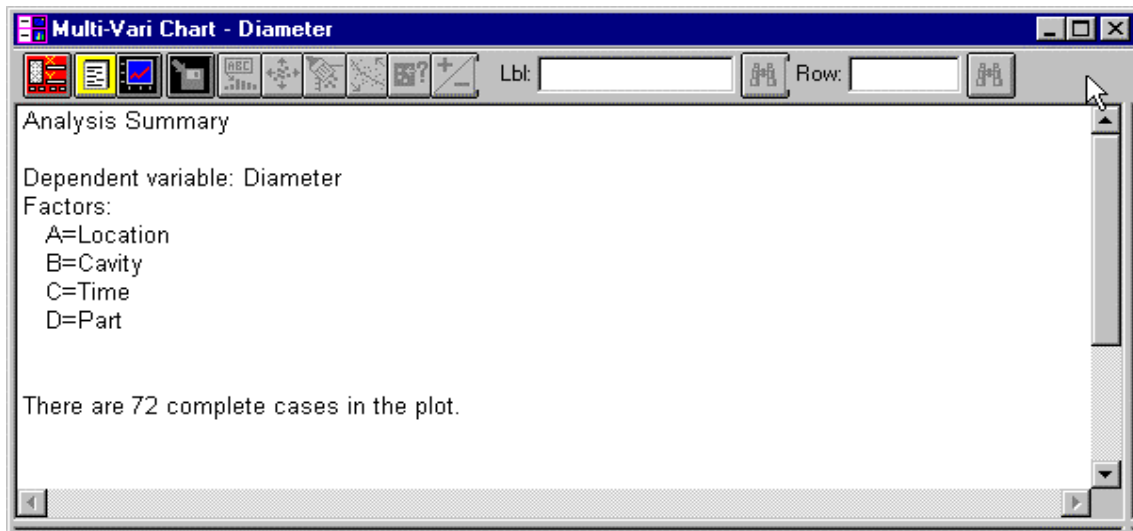 Multi-Vari Chart - Diameter
ABC ? + - Lbl: Row:
Analysis Summary
Dependent variable: Diameter
Factors:
A=Location
B=Cavity
C=Time
D=Part
There are 72 complete cases in the plot.